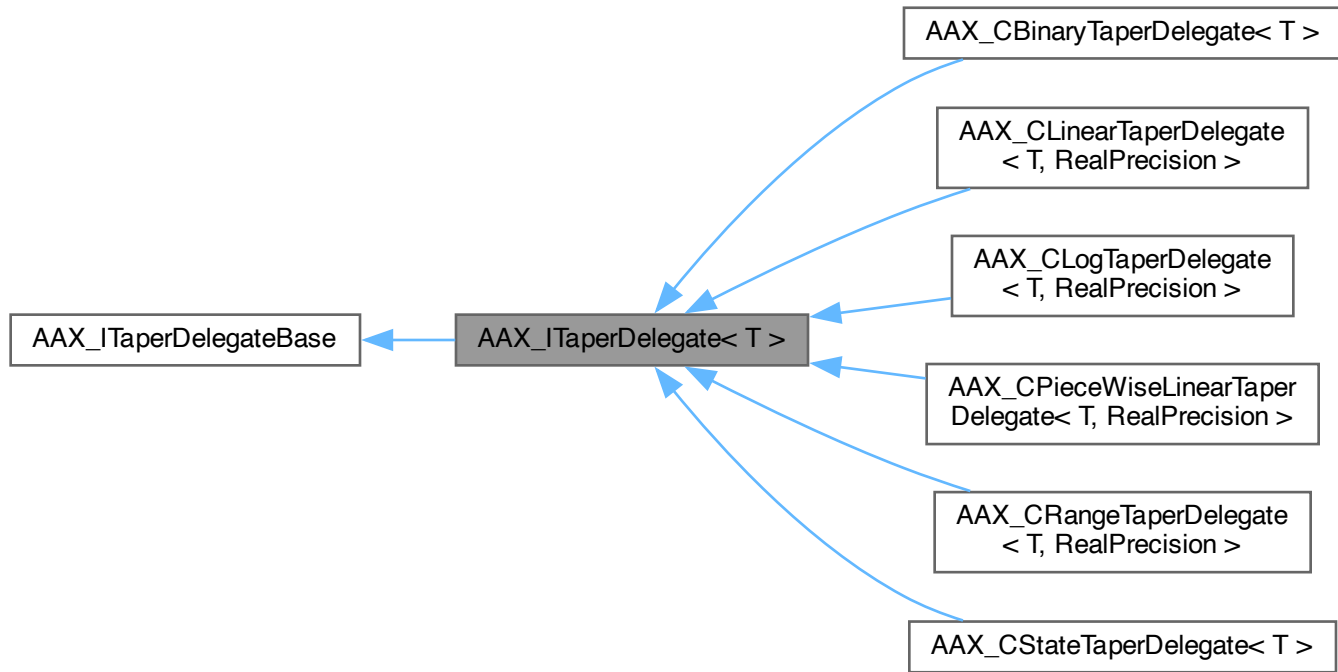 AAX_CBinaryTaperDelegate< T >
AAX_CLinearTaperDelegate
< T, RealPrecision >
AAX_CLogTaperDelegate
< T, RealPrecision >
AAX_ITaperDelegateBase
AAX_ITaperDelegate< T >
AAX_CPieceWiseLinearTaper
Delegate< T, RealPrecision >
AAX_CRangeTaperDelegate
< T, RealPrecision >
AAX_CStateTaperDelegate< T >